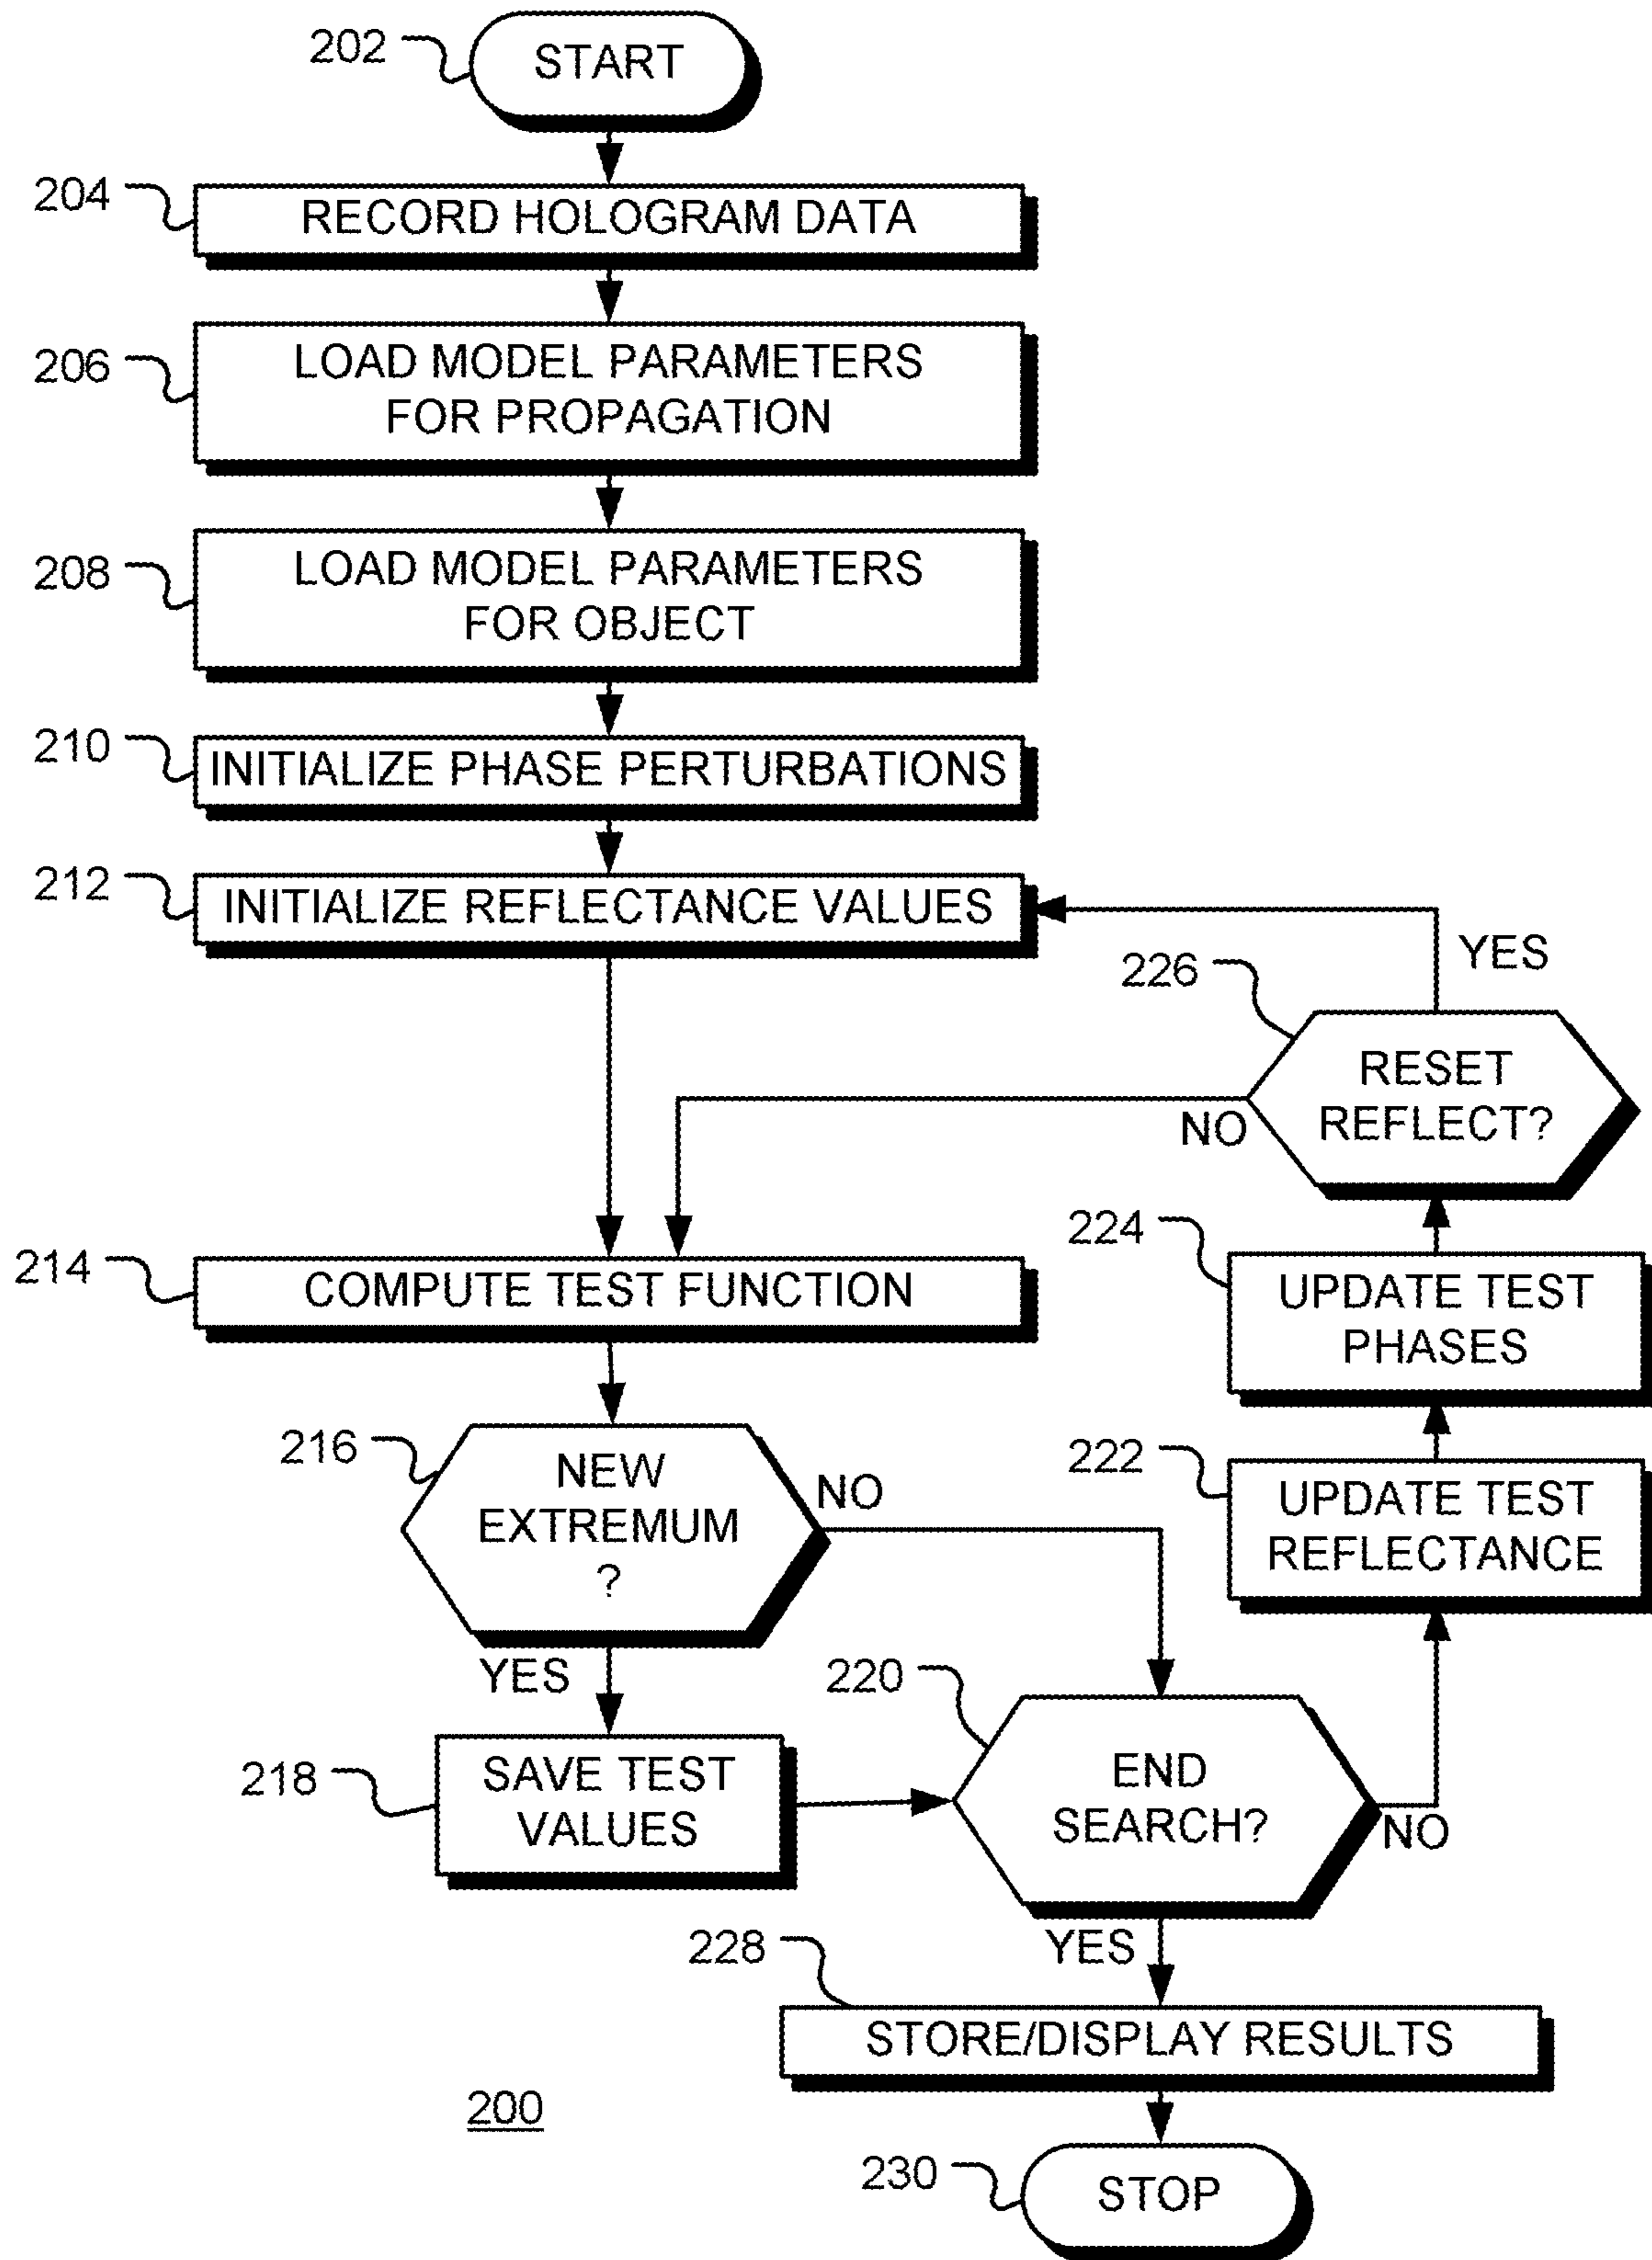 202
START
204
RECORD HOLOGRAM DATA
206
LOAD MODEL PARAMETERS
FOR PROPAGATION
208
LOAD MODEL PARAMETERS
FOR OBJECT
210
INITIALIZE PHASE PERTURBATIONS
212
INITIALIZE REFLECTANCE VALUES
YES
226
RESET
REFLECT?
NO
224
UPDATE TEST
PHASES
214
COMPUTE TEST FUNCTION
216
NEW
EXTREMUM
?
NO
222
UPDATE TEST
REFLECTANCE
YES
220
END
SEARCH?
NO
218
SAVE TEST
VALUES
YES
228
STORE/DISPLAY RESULTS
200
230
STOP